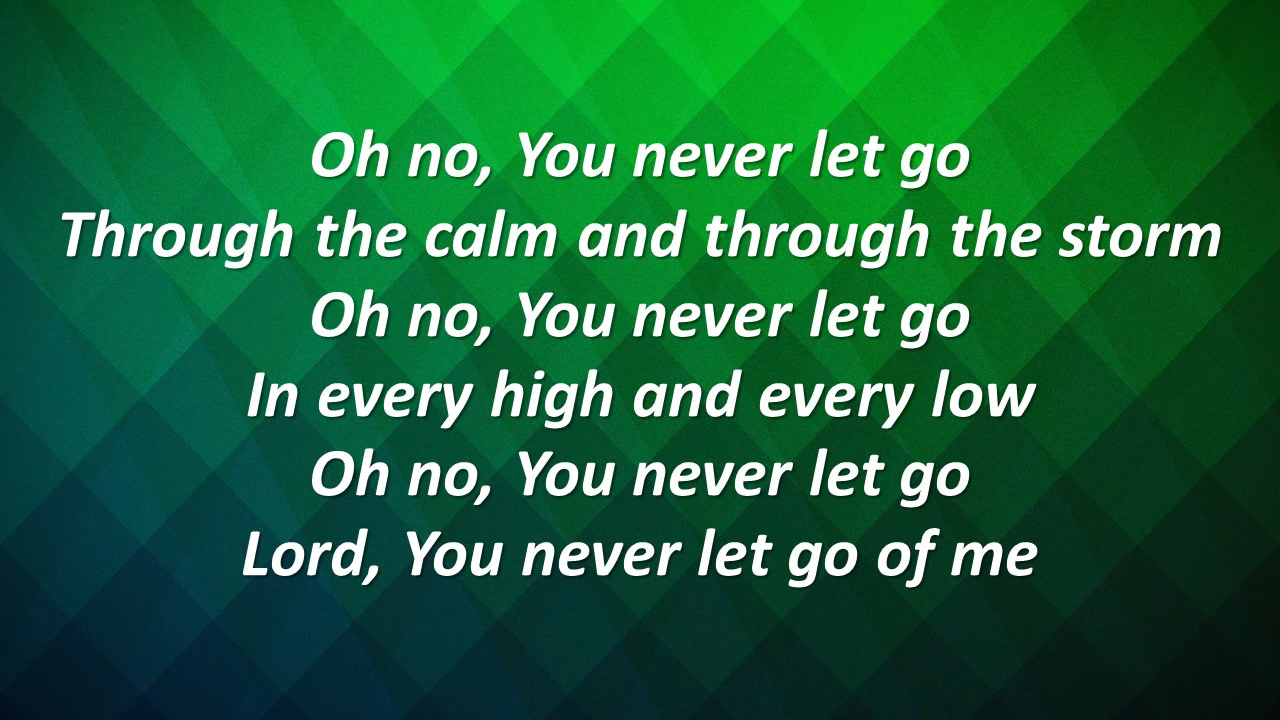 Oh no, You never let go
Through the calm and through the storm
Oh no, You never let go
In every high and every low
Oh no, You never let go
Lord, You never let go of me